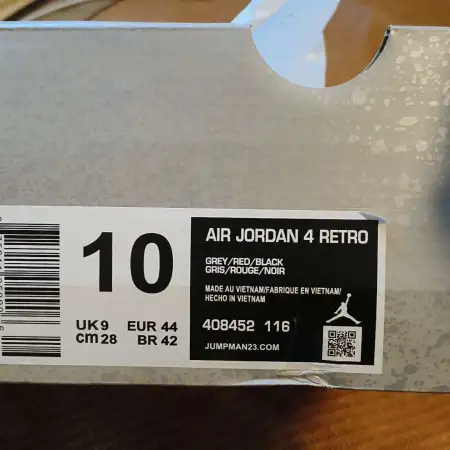 10
UK 9 EUR 44
cm 28 BR 42
AIR JORDAN 4 RETRO
GREY/RED/BLACK
GRIS/ROUGE/NOIR
MADE AU VIETNAM/FABRIQUE EN VIETNAM/
HECHO IN VIETNAM
408452 116
JUMPMAN23.COM